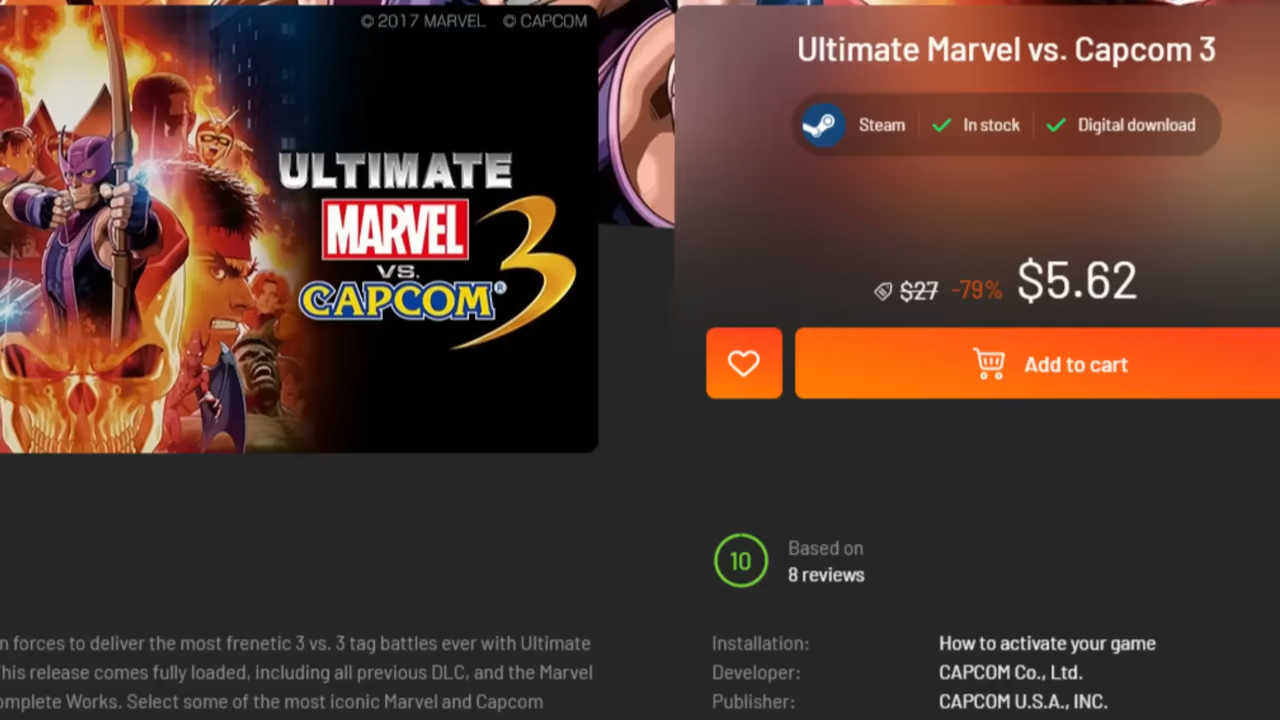 © 2017 MARVEL © CAPCOM
ULTIMATE
MARVEL
VS.
CAPCOM®
3
Ultimate Marvel vs. Capcom 3
Steam
In stock
Digital download
$27 -79% $5.62
Add to cart
10
Based on
8 reviews
n forces to deliver the most frenetic 3 vs. 3 tag battles ever with Ultimate
his release comes fully loaded, including all previous DLC, and the Marvel
omplete Works. Select some of the most iconic Marvel and Capcom
Installation: How to activate your game
Developer: CAPCOM Co., Ltd.
Publisher: CAPCOM U.S.A., INC.